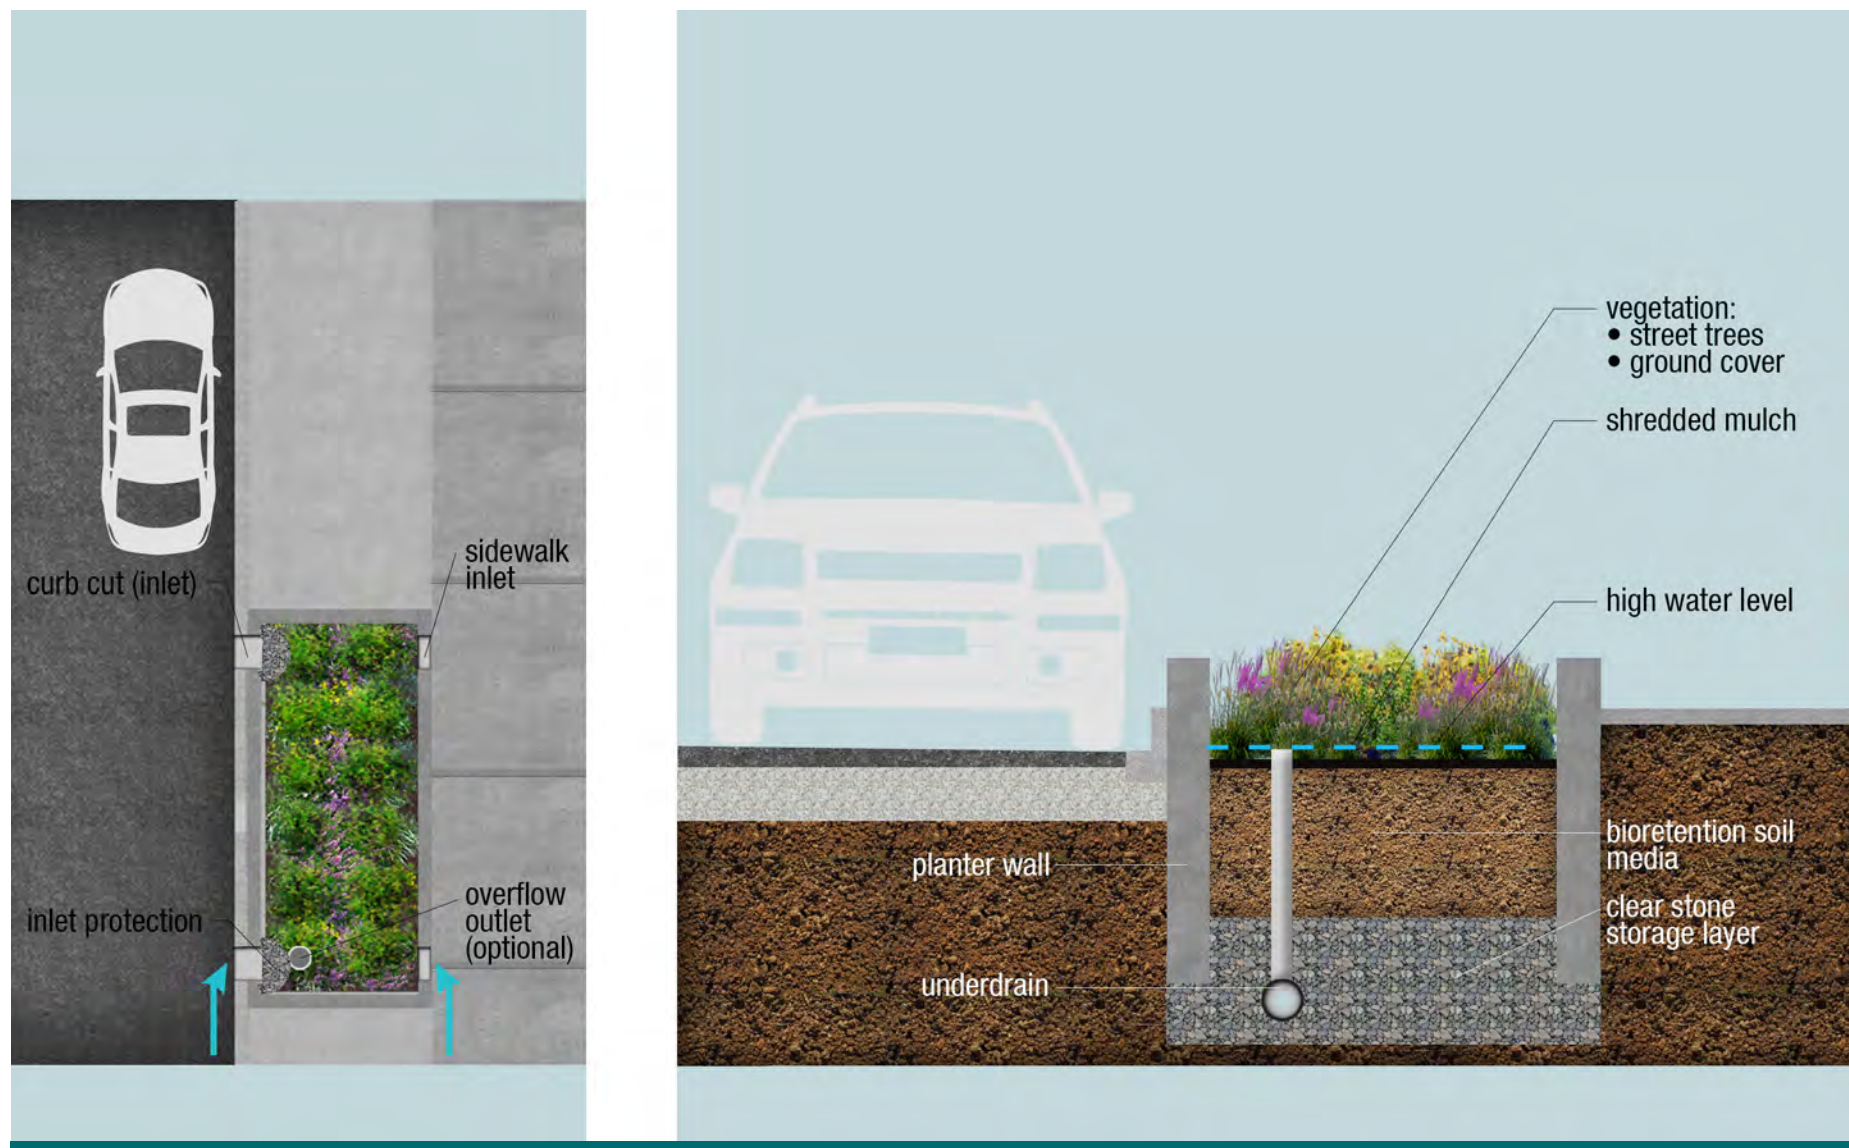 curb cut (inlet)
sidewalk
inlet
inlet protection
overflow
outlet
(optional)
vegetation:
• street trees
• ground cover
shredded mulch
high water level
planter wall
bioretention soil
media
clear stone
storage layer
underdrain